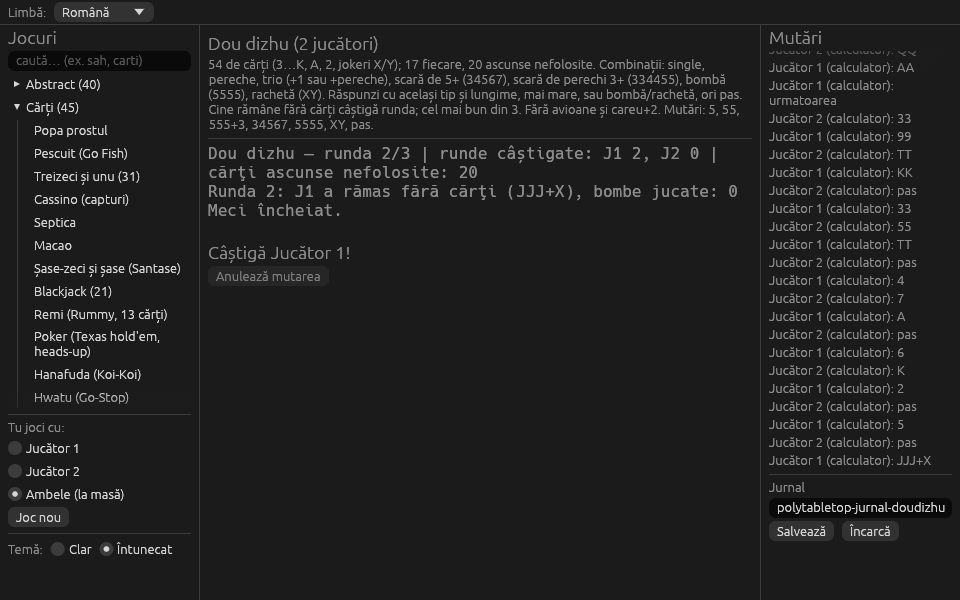 Limbă: Română
Jocuri
caută... (ex. sah, carti)
Abstract (40)
Cărți (45)
Popa prostul
Pescuit (Go Fish)
Treizeci și unu (31)
Cassino (capturi)
Septica
Macao
Șase-zeci și șase (Santase)
Blackjack (21)
Remi (Rummy, 13 cărți)
Poker (Texas hold'em,
heads-up)
Hanafuda (Koi-Koi)
Hwatu (Go-Stop)
Tu joci cu:
Jucător 1
Jucător 2
Ambele (la masă)
Joc nou
Temă: Clar Întunecat
Dou dizhu (2 jucători)
54 de cărți (3…K, A, 2, jokeri X/Y); 17 fiecare, 20 ascunse nefolosite. Combinații: single,
pereche, trio (+1 sau +pereche), scară de 5+ (34567), scară de perechi 3+ (334455), bombă
(5555), rachetă (XY). Răspunzi cu același tip și lungime, mai mare, sau bombă/rachetă, ori pas.
Cine rămâne fără cărți câștigă runda; cel mai bun din 3. Fără avioane și careu+2. Mutări: 5, 55,
555+3, 34567, 5555, XY, pas.
Dou dizhu — runda 2/3 | runde câștigate: J1 2, J2 0 |
cărți ascunse nefolosite: 20
Runda 2: J1 a rămas fără cărți (JJJ+X), bombe jucate: 0
Meci încheiat.
Câștigă Jucător 1!
Anulează mutarea
Mutări
Jucător 2 (calculator): QQ
Jucător 1 (calculator): AA
Jucător 1 (calculator):
urmatoarea
Jucător 2 (calculator): 33
Jucător 1 (calculator): 99
Jucător 2 (calculator): TT
Jucător 1 (calculator): KK
Jucător 2 (calculator): pas
Jucător 1 (calculator): 33
Jucător 2 (calculator): 55
Jucător 1 (calculator): TT
Jucător 2 (calculator): pas
Jucător 1 (calculator): 4
Jucător 2 (calculator): 7
Jucător 1 (calculator): A
Jucător 2 (calculator): pas
Jucător 1 (calculator): 6
Jucător 2 (calculator): K
Jucător 1 (calculator): 2
Jucător 2 (calculator): pas
Jucător 1 (calculator): 5
Jucător 2 (calculator): pas
Jucător 1 (calculator): JJJ+X
Jurnal
polytabletop-jurnal-doudizhu
Salvează Încarcă